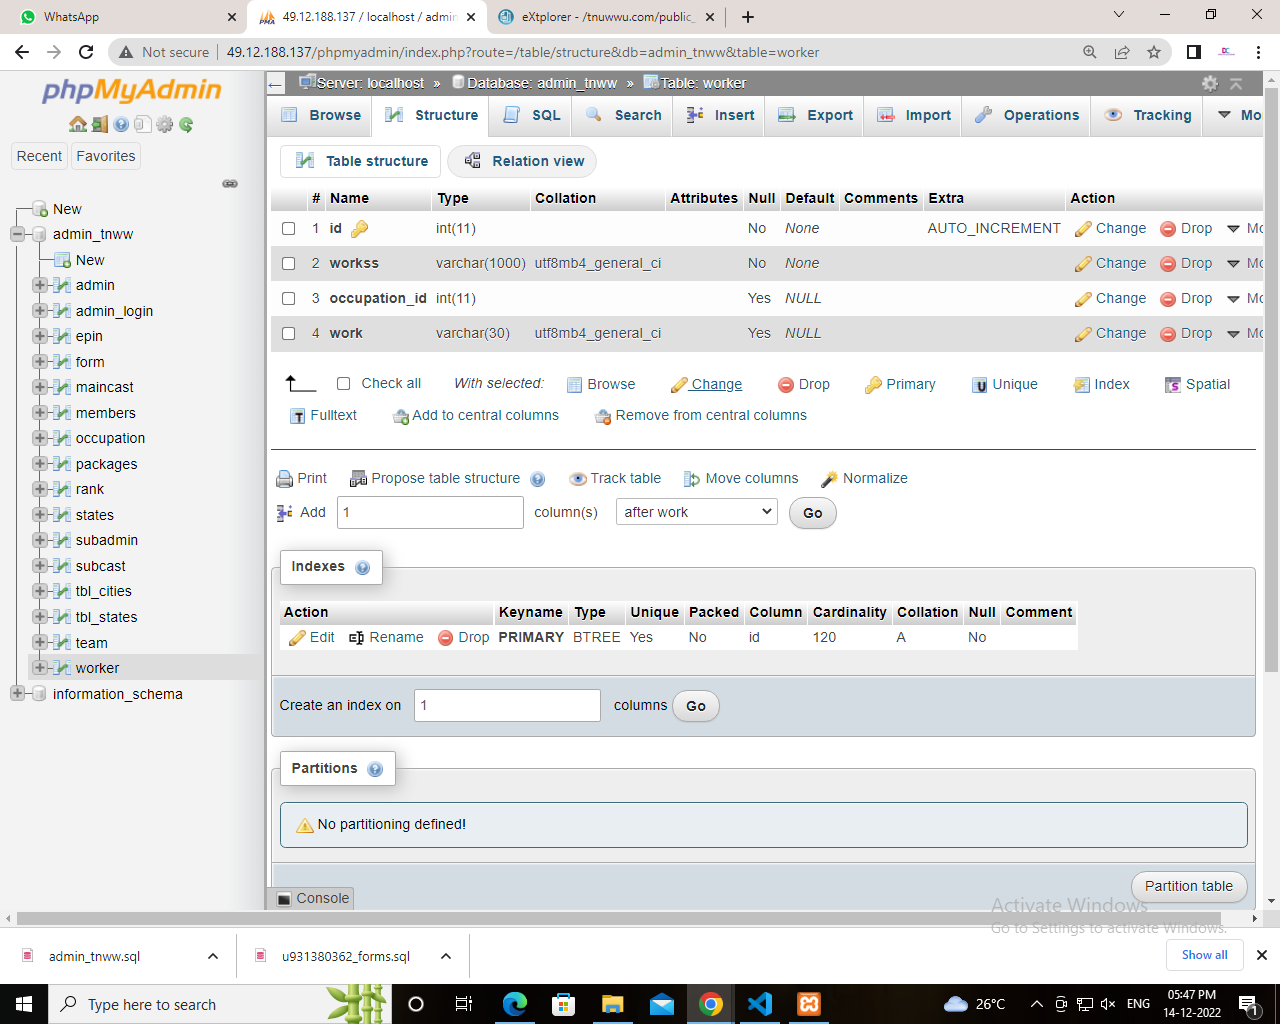 WhatsApp
49.12.188.137 / localhost / admin
eXtplorer - /tnuwwu.com/public_
Not secure 49.12.188.137/phpmyadmin/index.php?route=/table/structure&db=admin_tnww&table=worker
phpMyAdmin
Recent Favorites
New
admin_tnww
New
admin
admin_login
epin
form
maincast
members
occupation
packages
rank
states
subadmin
subcast
tbl_cities
tbl_states
team
worker
information_schema
Server: localhost » Database: admin_tnww » Table: worker
Browse Structure SQL Search Insert Export Import Operations Tracking Mo
Table structure Relation view
# Name Type Collation Attributes Null Default Comments Extra Action
1 id int(11) No None AUTO_INCREMENT Change Drop Mo
2 workss varchar(1000) utf8mb4_general_ci No None Change Drop Mo
3 occupation_id int(11) Yes NULL Change Drop Mo
4 work varchar(30) utf8mb4_general_ci Yes NULL Change Drop Mo
Check all With selected: Browse Change Drop Primary Unique Index Spatial
Fulltext Add to central columns Remove from central columns
Print Propose table structure Track table Move columns Normalize
Add 1 column(s) after work Go
Indexes
Action Keyname Type Unique Packed Column Cardinality Collation Null Comment
Edit Rename Drop PRIMARY BTREE Yes No id 120 A No
Create an index on 1 columns Go
Partitions
No partitioning defined!
Partition table
Console
Activate Windows
Go to Settings to activate Windows.
admin_tnww.sql
u931380362_forms.sql
Show all
Type here to search
26°C
ENG
05:47 PM
14-12-2022
1